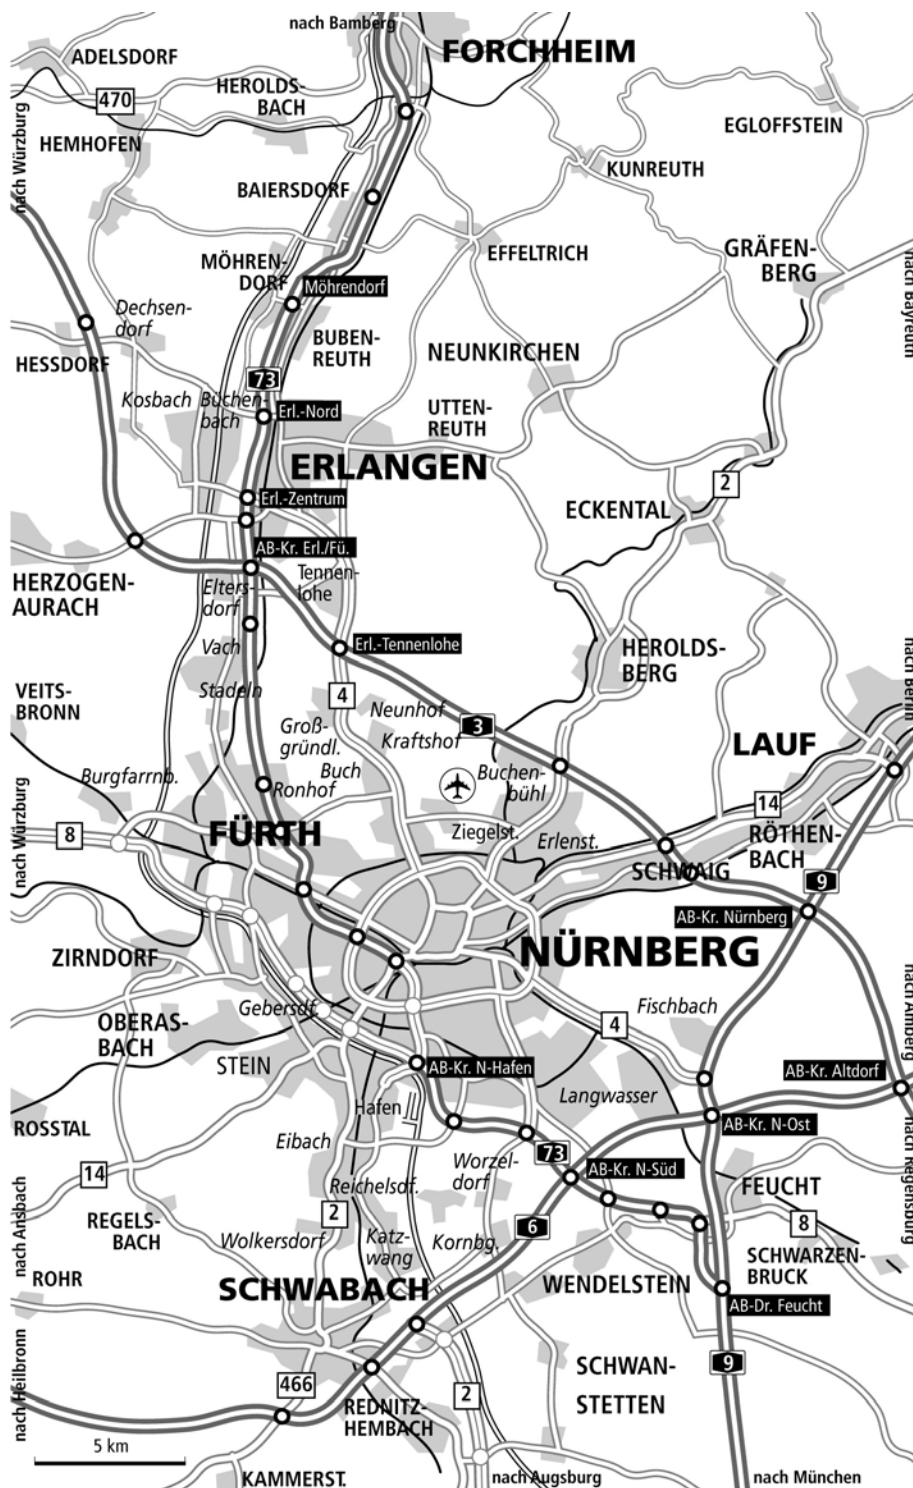 nach Bamberg
FORCHHEIM
ADELSDORF
HEROLDS-
BACH
470
nach Würzburg
HEMHOFEN
EGLOFFSTEIN
KUNREUTH
BAIERSDORF
EFFELTRICH
GRÄFEN-
BERG
nach Bayreuth
MÖHREN-
DORF
Möhrendorf
Dechsen-
dorf
BUBEN-
REUTH
HESSDORF
NEUNKIRCHEN
73
Kosbach
Büchen-
bach
Erl.-Nord
UTTEN-
REUTH
ERLANGEN
2
Erl.-Zentrum
ECKENTAL
AB-Kr. Erl./Fü.
HERZOGEN-
AURACH
Elters-
dorf
Tennen-
lohe
Vach
Erl.-Tennenlohe
HEROLDS-
BERG
nach Berlin
VEITS-
BRONN
Stadeln
4
Neunhof
3
Groß-
gründl.
Kraftshof
LAUF
Burgfarrnb.
Buch
Ronhof
Buchen-
bühl
14
nach Würzburg
8
FÜRTH
Ziegelst.
Erlenst.
RÖTHEN-
BACH
SCHWAIG
9
AB-Kr. Nürnberg
ZIRNDORF
NÜRNBERG
nach Amberg
Gebersdf.
Fischbach
OBERAS-
BACH
4
STEIN
AB-Kr. N-Hafen
AB-Kr. Altdorf
Hafen
Langwasser
ROSSTAL
AB-Kr. N-Ost
nach Regensburg
Eibach
73
14
Worzel-
dorf
AB-Kr. N-Süd
Reichelsdf.
FEUCHT
nach Ansbach
REGELS-
BACH
2
6
8
Wolkersdorf
Katz-
wang
Kornbg.
SCHWARZEN-
BRUCK
ROHR
SCHWABACH
WENDELSTEIN
AB-Dr. Feucht
nach Heilbronn
9
SCHWAN-
STETTEN
466
2
REDNITZ-
HEMBACH
5 km
KAMMERST.
nach Augsburg
nach München